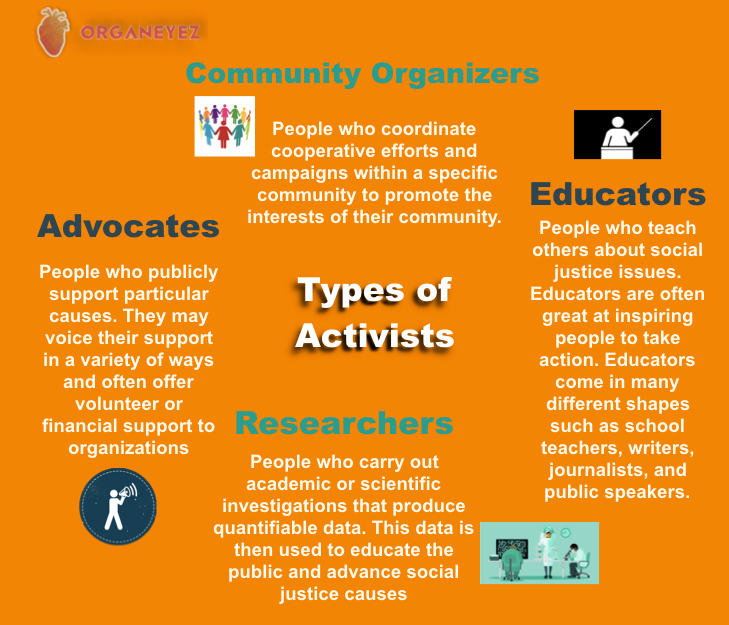 ORGANEYEZ
Community Organizers
People who coordinate
cooperative efforts and
campaigns within a specific
community to promote the
interests of their community.
Educators
People who teach
others about social
justice issues.
Educators are often
great at inspiring
people to take
action. Educators
come in many
different shapes
such as school
teachers, writers,
journalists, and
public speakers.
Advocates
People who publicly
support particular
causes. They may
voice their support
in a variety of ways
and often offer
volunteer or
financial support to
organizations
Types of
Activists
Researchers
People who carry out
academic or scientific
investigations that produce
quantifiable data. This data is
then used to educate the
public and advance social
justice causes